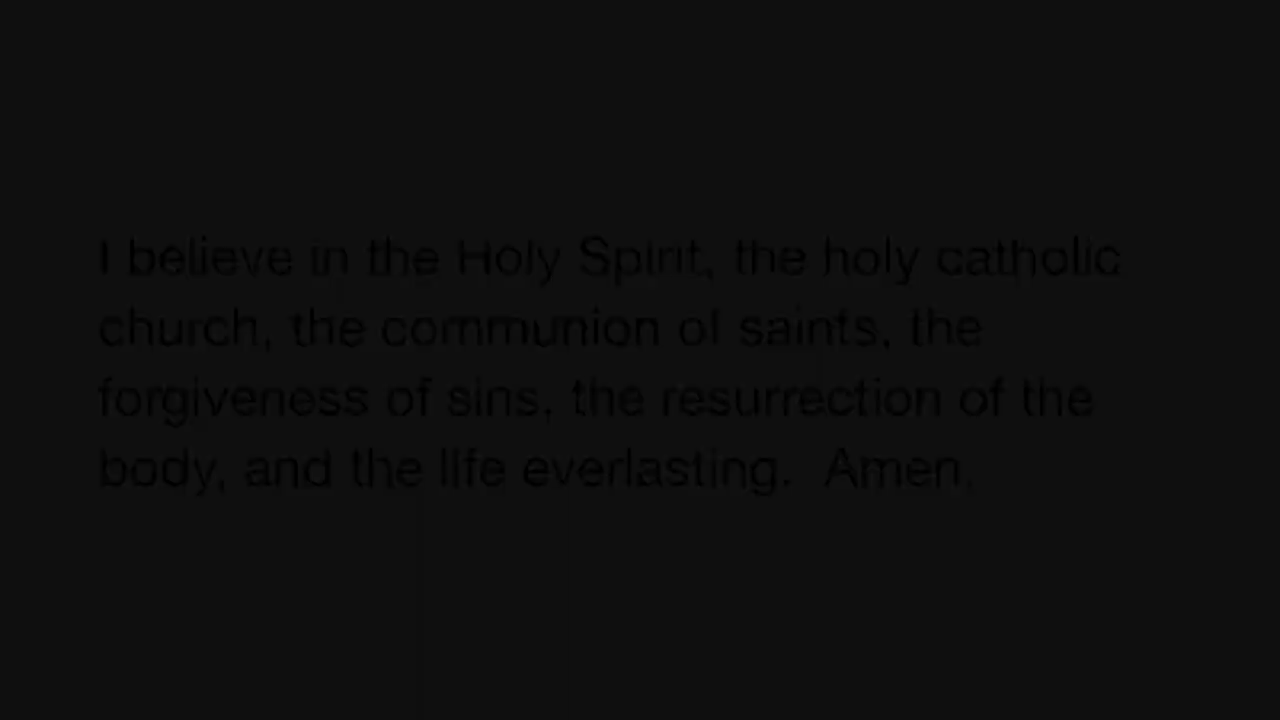 I believe in the Holy Spirit, the holy catholic
church, the communion of saints, the
forgiveness of sins, the resurrection of the
body, and the life everlasting.  Amen.